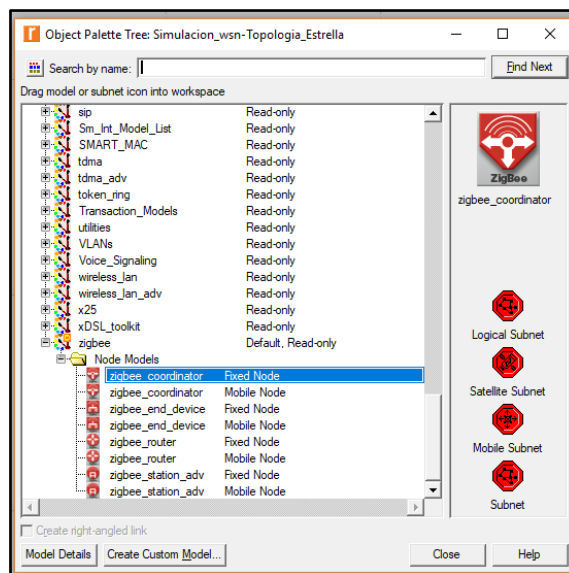 Object Palette Tree: Simulacion_wsn-Topologia_Estrella
Search by name:
Find Next
Drag model or subnet icon into workspace
sip Read-only
Sm_Int_Model_List Read-only
SMART_MAC Read-only
tdma Read-only
tdma_adv Read-only
token_ring Read-only
Transaction_Models Read-only
utilities Read-only
VLANs Read-only
Voice_Signaling Read-only
wireless_lan Read-only
wireless_lan_adv Read-only
x25 Read-only
xDSL_toolkit Read-only
zigbee Default, Read-only
Node Models
zigbee_coordinator Fixed Node
zigbee_coordinator Mobile Node
zigbee_end_device Fixed Node
zigbee_end_device Mobile Node
zigbee_router Fixed Node
zigbee_router Mobile Node
zigbee_station_adv Fixed Node
zigbee_station_adv Mobile Node
ZigBee
zigbee_coordinator
Logical Subnet
Satellite Subnet
Mobile Subnet
Subnet
Create right-angled link
Model Details
Create Custom Model...
Close
Help